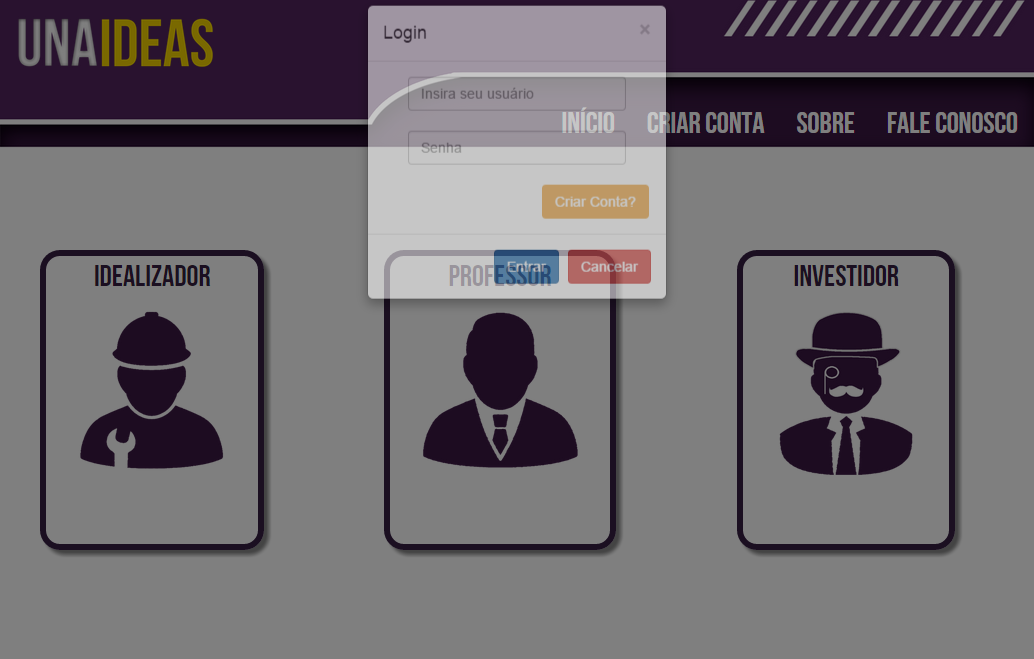 UNAIDEAS
Login ×
Insira seu usuário
INÍCIO CRIAR CONTA SOBRE FALE CONOSCO
Senha
Criar Conta?
Entrar Cancelar
IDEALIZADOR PROFESSOR INVESTIDOR